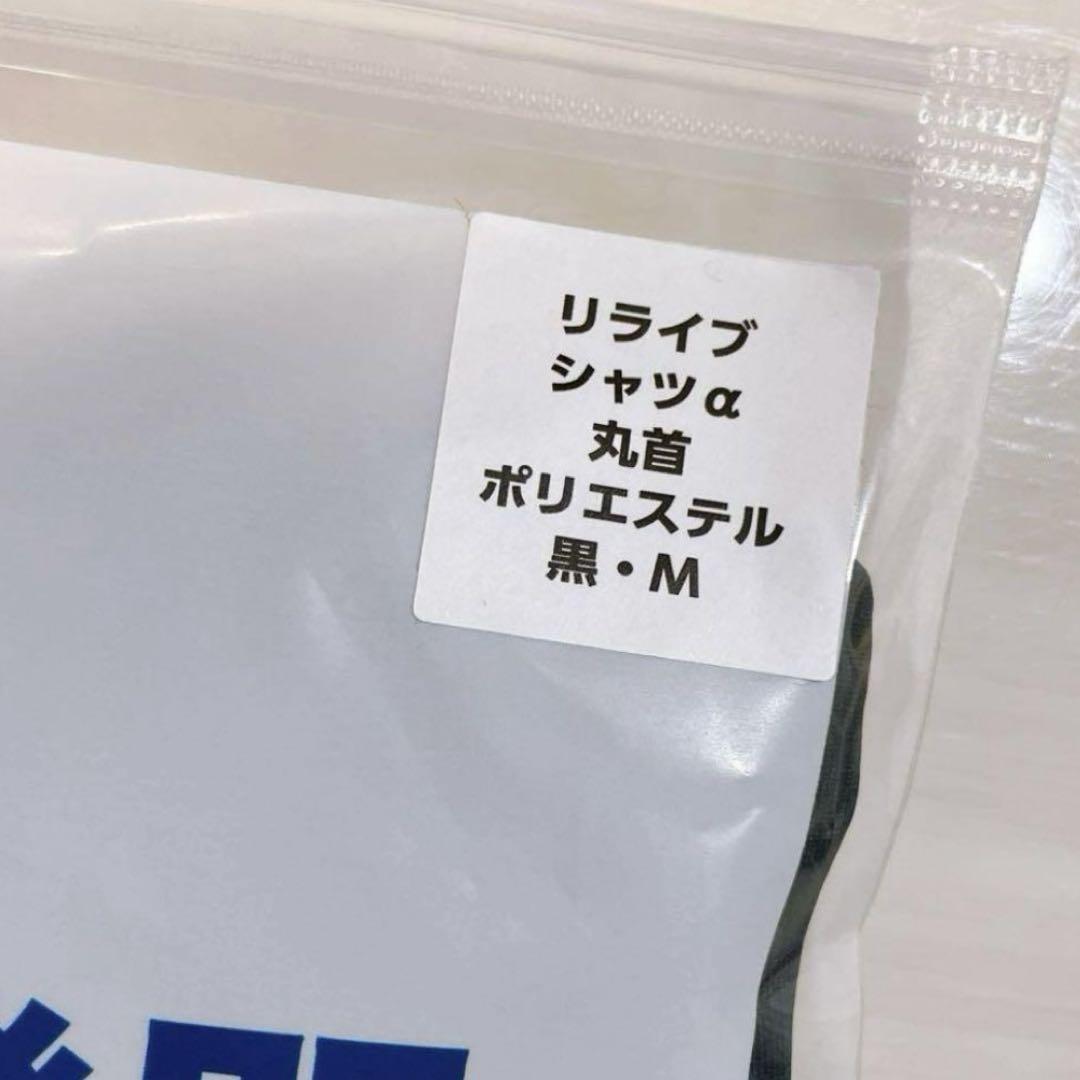 リライブ
シャツα
丸首
ポリエステル
黒・M